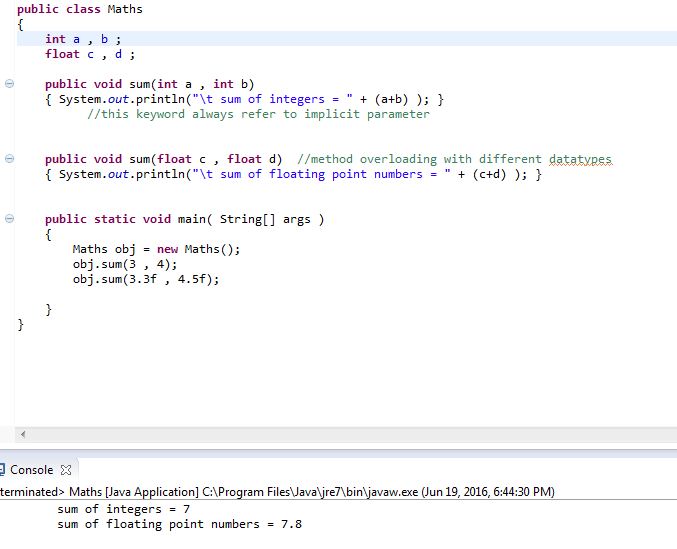 public class Maths
{
int a , b ;
float c , d ;
public void sum(int a , int b)
{ System.out.println("\t sum of integers = " + (a+b) ); }
//this keyword always refer to implicit parameter
public void sum(float c , float d)  //method overloading with different datatypes
{ System.out.println("\t sum of floating point numbers = " + (c+d) ); }
public static void main( String[] args )
{
Maths obj = new Maths();
obj.sum(3 , 4);
obj.sum(3.3f , 4.5f);
}
}
Console
terminated> Maths [Java Application] C:\Program Files\Java\jre7\bin\javaw.exe (Jun 19, 2016, 6:44:30 PM)
sum of integers = 7
sum of floating point numbers = 7.8